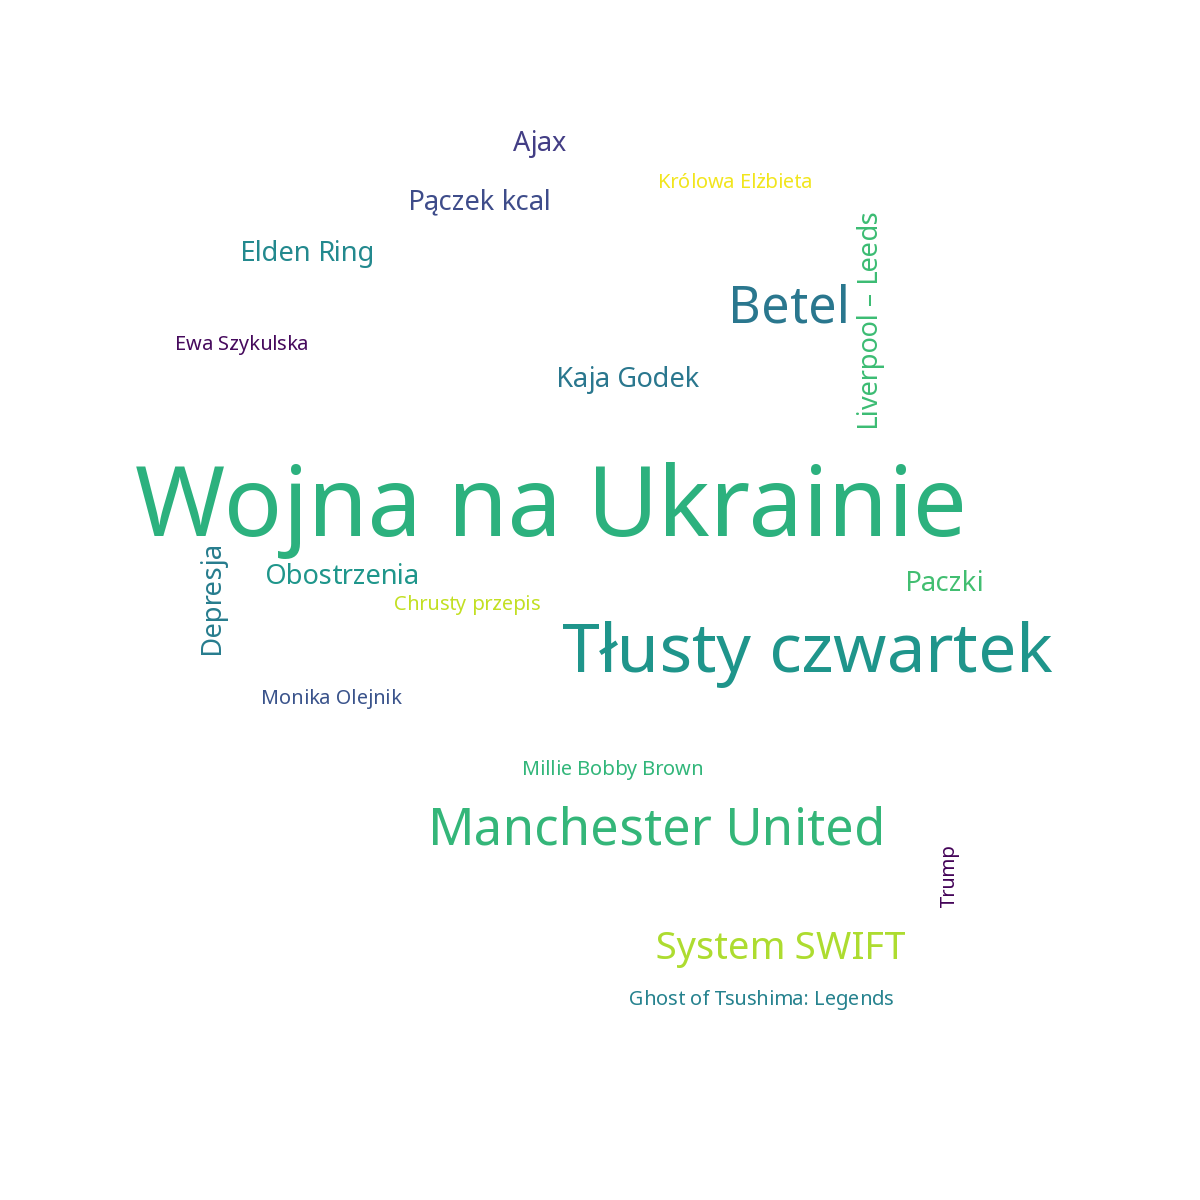 Ajax
Królowa Elżbieta
Pączek kcal
Elden Ring
Liverpool – Leeds
Betel
Ewa Szykulska
Kaja Godek
Wojna na Ukrainie
Depresja
Obostrzenia
Paczki
Chrusty przepis
Tłusty czwartek
Monika Olejnik
Millie Bobby Brown
Manchester United
Trump
System SWIFT
Ghost of Tsushima: Legends